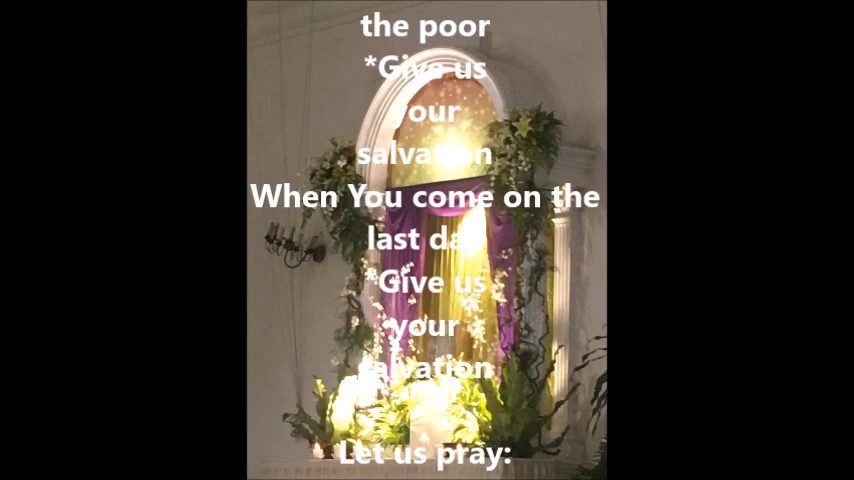 the poor
*Give us
your
salvation
When You come on the
last day
*Give us
your
salvation
Let us pray: